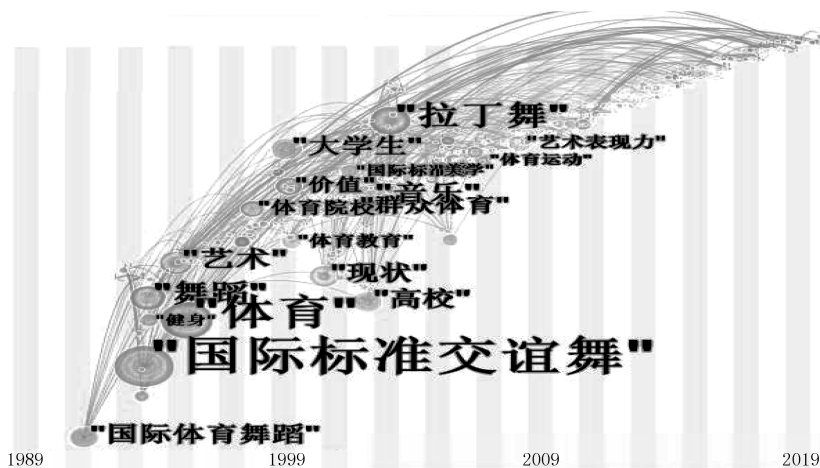 "拉丁舞"
"大学生"
"艺术表现力"
"体育运动"
"国际标准美学"
"价值"
"音乐"
"体育院校"群众体育"
"体育教育"
"艺术"
"现状"
"舞蹈"
"高校"
"体育"
"健身"
"国际标准交谊舞"
"国际体育舞蹈"
1989 1999 2009 2019